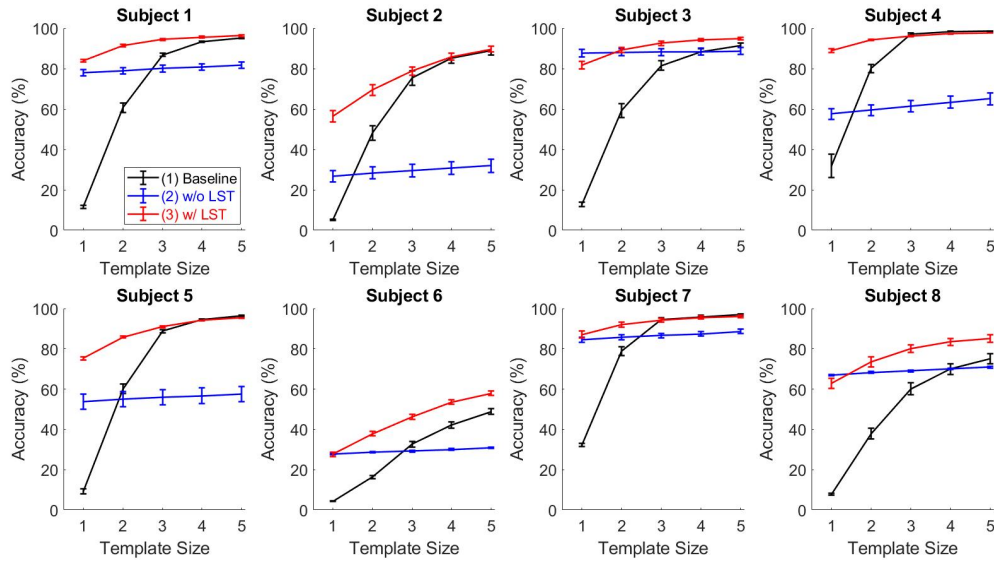 Subject 1
Accuracy (%)
100
80
60
40
20
0
(1) Baseline
(2) w/o LST
(3) w/ LST
1 2 3 4 5
Template Size
Subject 2
Accuracy (%)
100
80
60
40
20
0
1 2 3 4 5
Template Size
Subject 3
Accuracy (%)
100
80
60
40
20
0
1 2 3 4 5
Template Size
Subject 4
Accuracy (%)
100
80
60
40
20
0
1 2 3 4 5
Template Size
Subject 5
Accuracy (%)
100
80
60
40
20
0
1 2 3 4 5
Template Size
Subject 6
Accuracy (%)
100
80
60
40
20
0
1 2 3 4 5
Template Size
Subject 7
Accuracy (%)
100
80
60
40
20
0
1 2 3 4 5
Template Size
Subject 8
Accuracy (%)
100
80
60
40
20
0
1 2 3 4 5
Template Size